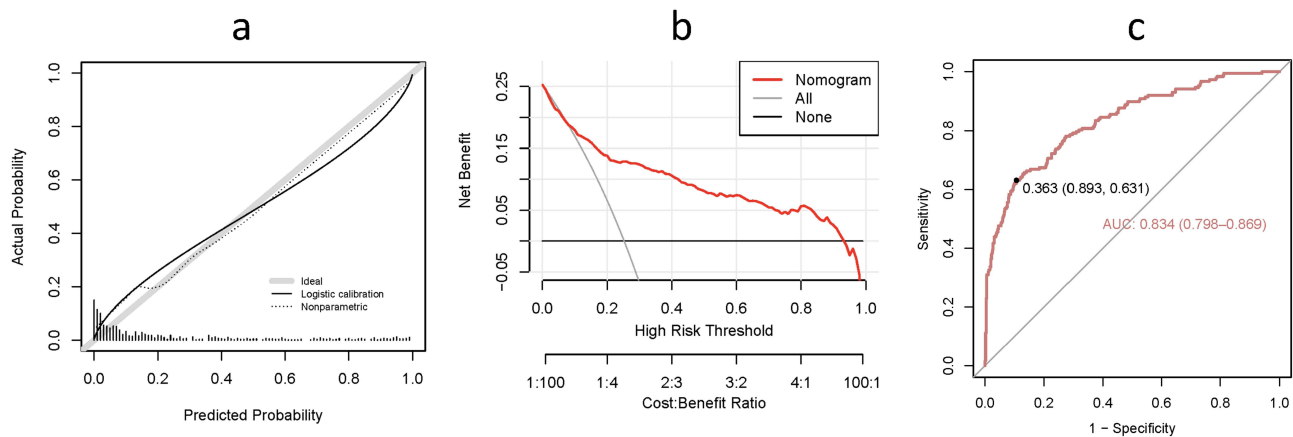 a
Actual Probability
1.0
0.8
0.6
0.4
0.2
0.0
Ideal
Logistic calibration
Nonparametric
0.0 0.2 0.4 0.6 0.8 1.0
Predicted Probability
b
Net Benefit
0.25
0.15
0.05
−0.05
Nomogram
All
None
0.0 0.2 0.4 0.6 0.8 1.0
High Risk Threshold
1:100 1:4 2:3 3:2 4:1 100:1
Cost:Benefit Ratio
c
Sensitivity
1.0
0.8
0.6
0.4
0.2
0.0
0.363 (0.893, 0.631)
AUC: 0.834 (0.798–0.869)
0.0 0.2 0.4 0.6 0.8 1.0
1 − Specificity